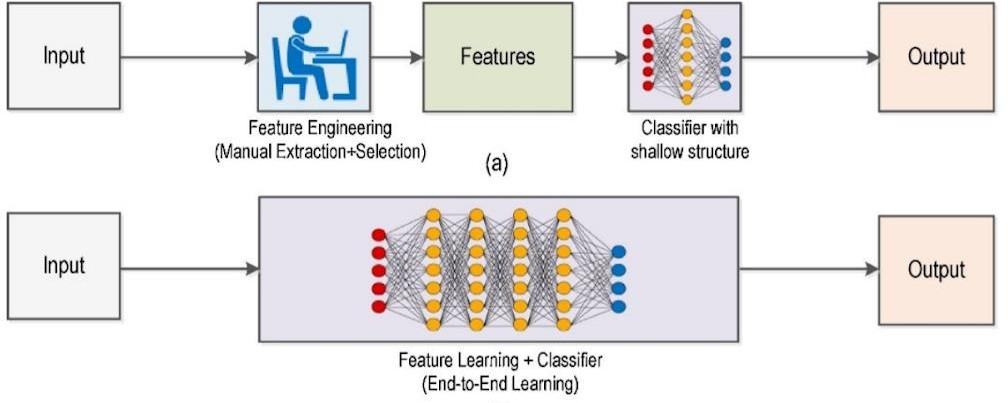 Input
Features
Output
Feature Engineering
(Manual Extraction+Selection)
Classifier with
shallow structure
(a)
Input
Output
Feature Learning + Classifier
(End-to-End Learning)